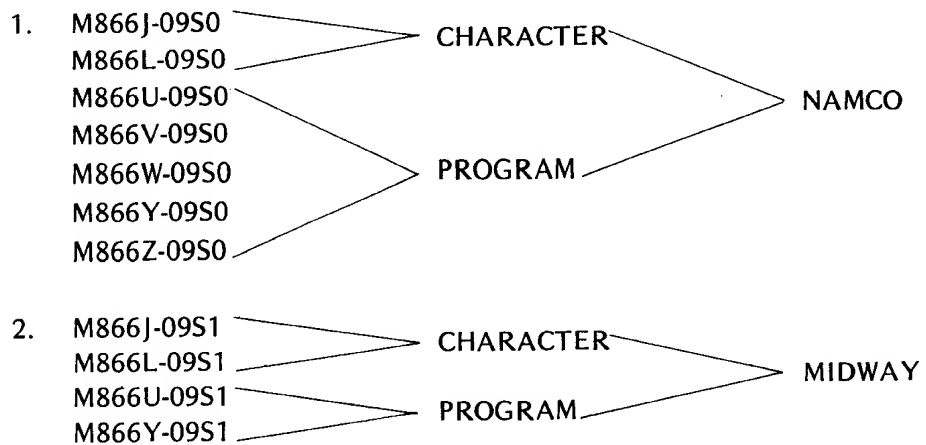 1. M866J-09S0
M866L-09S0
CHARACTER
M866U-09S0
M866V-09S0
M866W-09S0
M866Y-09S0
M866Z-09S0
PROGRAM
NAMCO
2. M866J-09S1
M866L-09S1
CHARACTER
M866U-09S1
M866Y-09S1
PROGRAM
MIDWAY